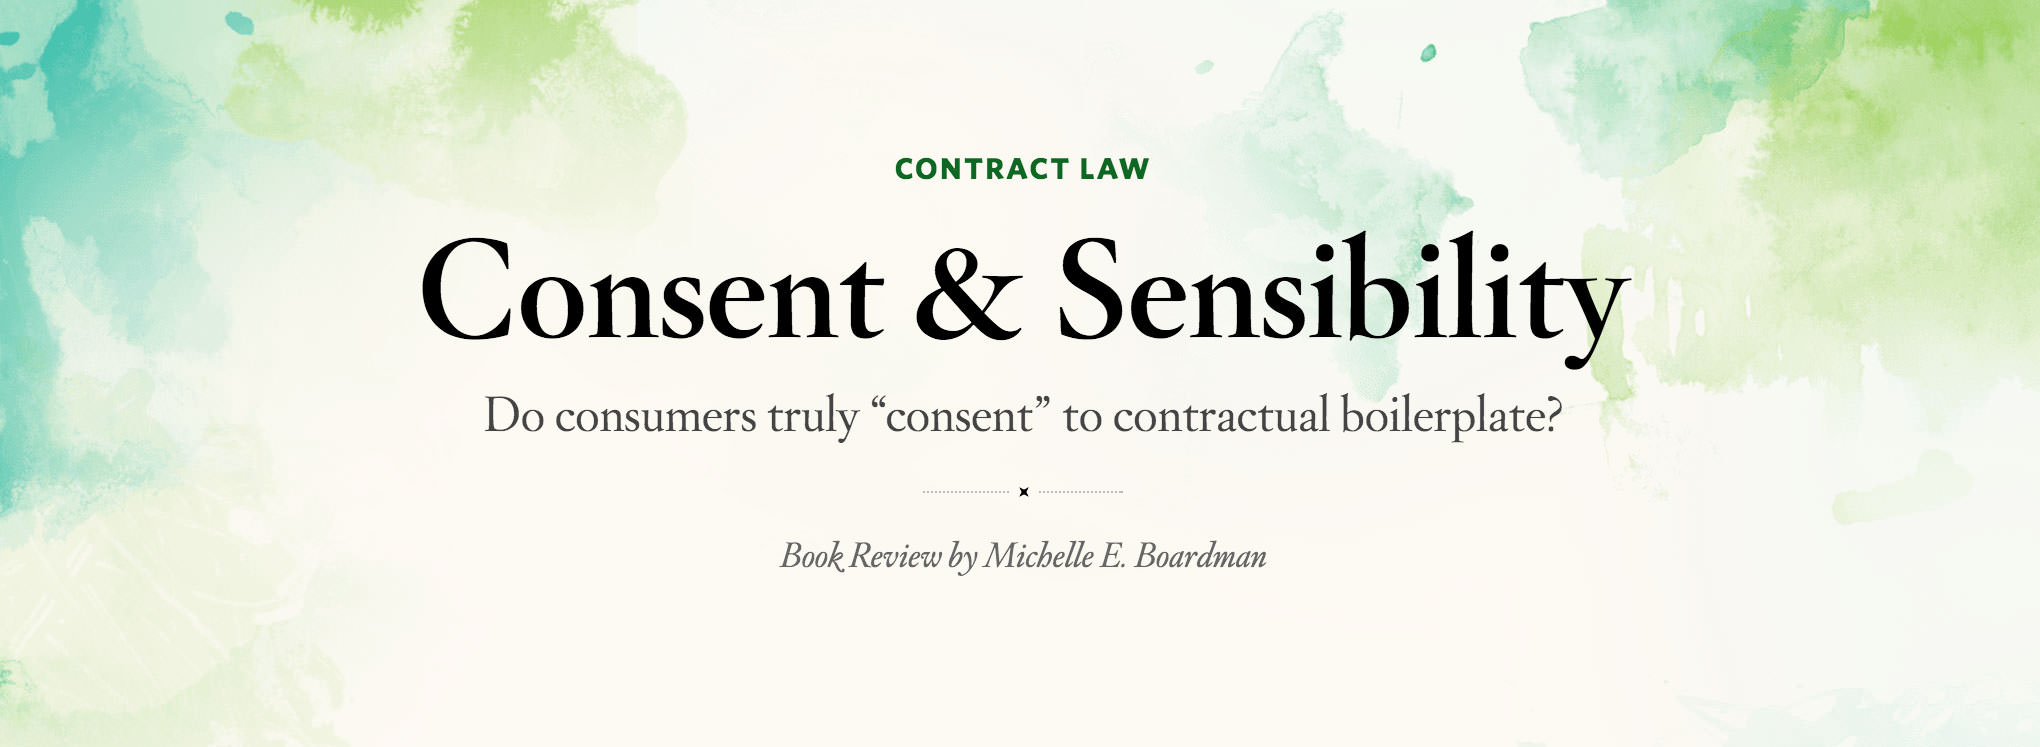 CONTRACT LAW
Consent & Sensibility
Do consumers truly “consent” to contractual boilerplate?
Book Review by Michelle E. Boardman